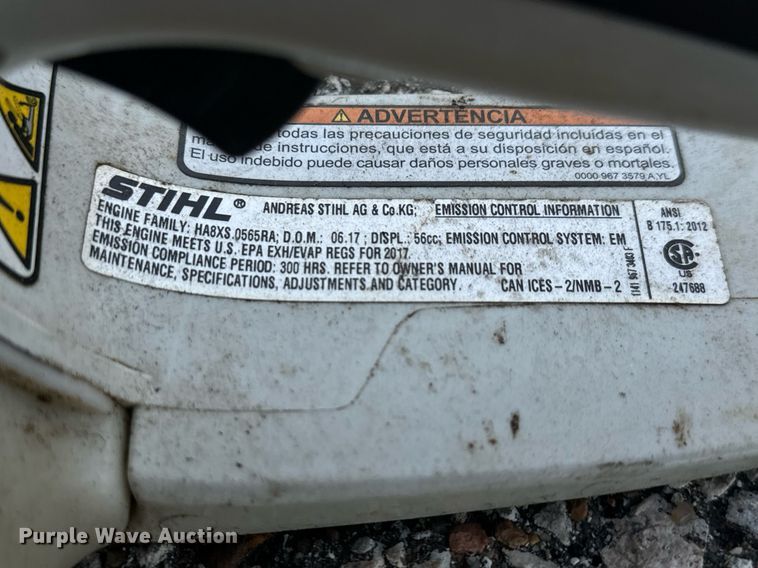 ADVERTENCIA
todas las precauciones de seguridad incluidas en el
de instrucciones, que está a su disposición en español.
El uso indebido puede causar daños personales graves o mortales.
0000 967 3579 A,YL
STIHL® ANDREAS STIHL AG & Co.KG; EMISSION CONTROL INFORMATION
ENGINE FAMILY: HA8XS.0565RA; D.O.M.: 06.17; DISPL.: 56cc; EMISSION CONTROL SYSTEM: EM
THIS ENGINE MEETS U.S. EPA EXH/EVAP REGS FOR 2017.
EMISSION COMPLIANCE PERIOD: 300 HRS. REFER TO OWNER'S MANUAL FOR
MAINTENANCE, SPECIFICATIONS, ADJUSTMENTS AND CATEGORY. CAN ICES-2/NMB-2
ANSI
B 175.1: 2012
SA
LJB
247688
Purple Wave Auction